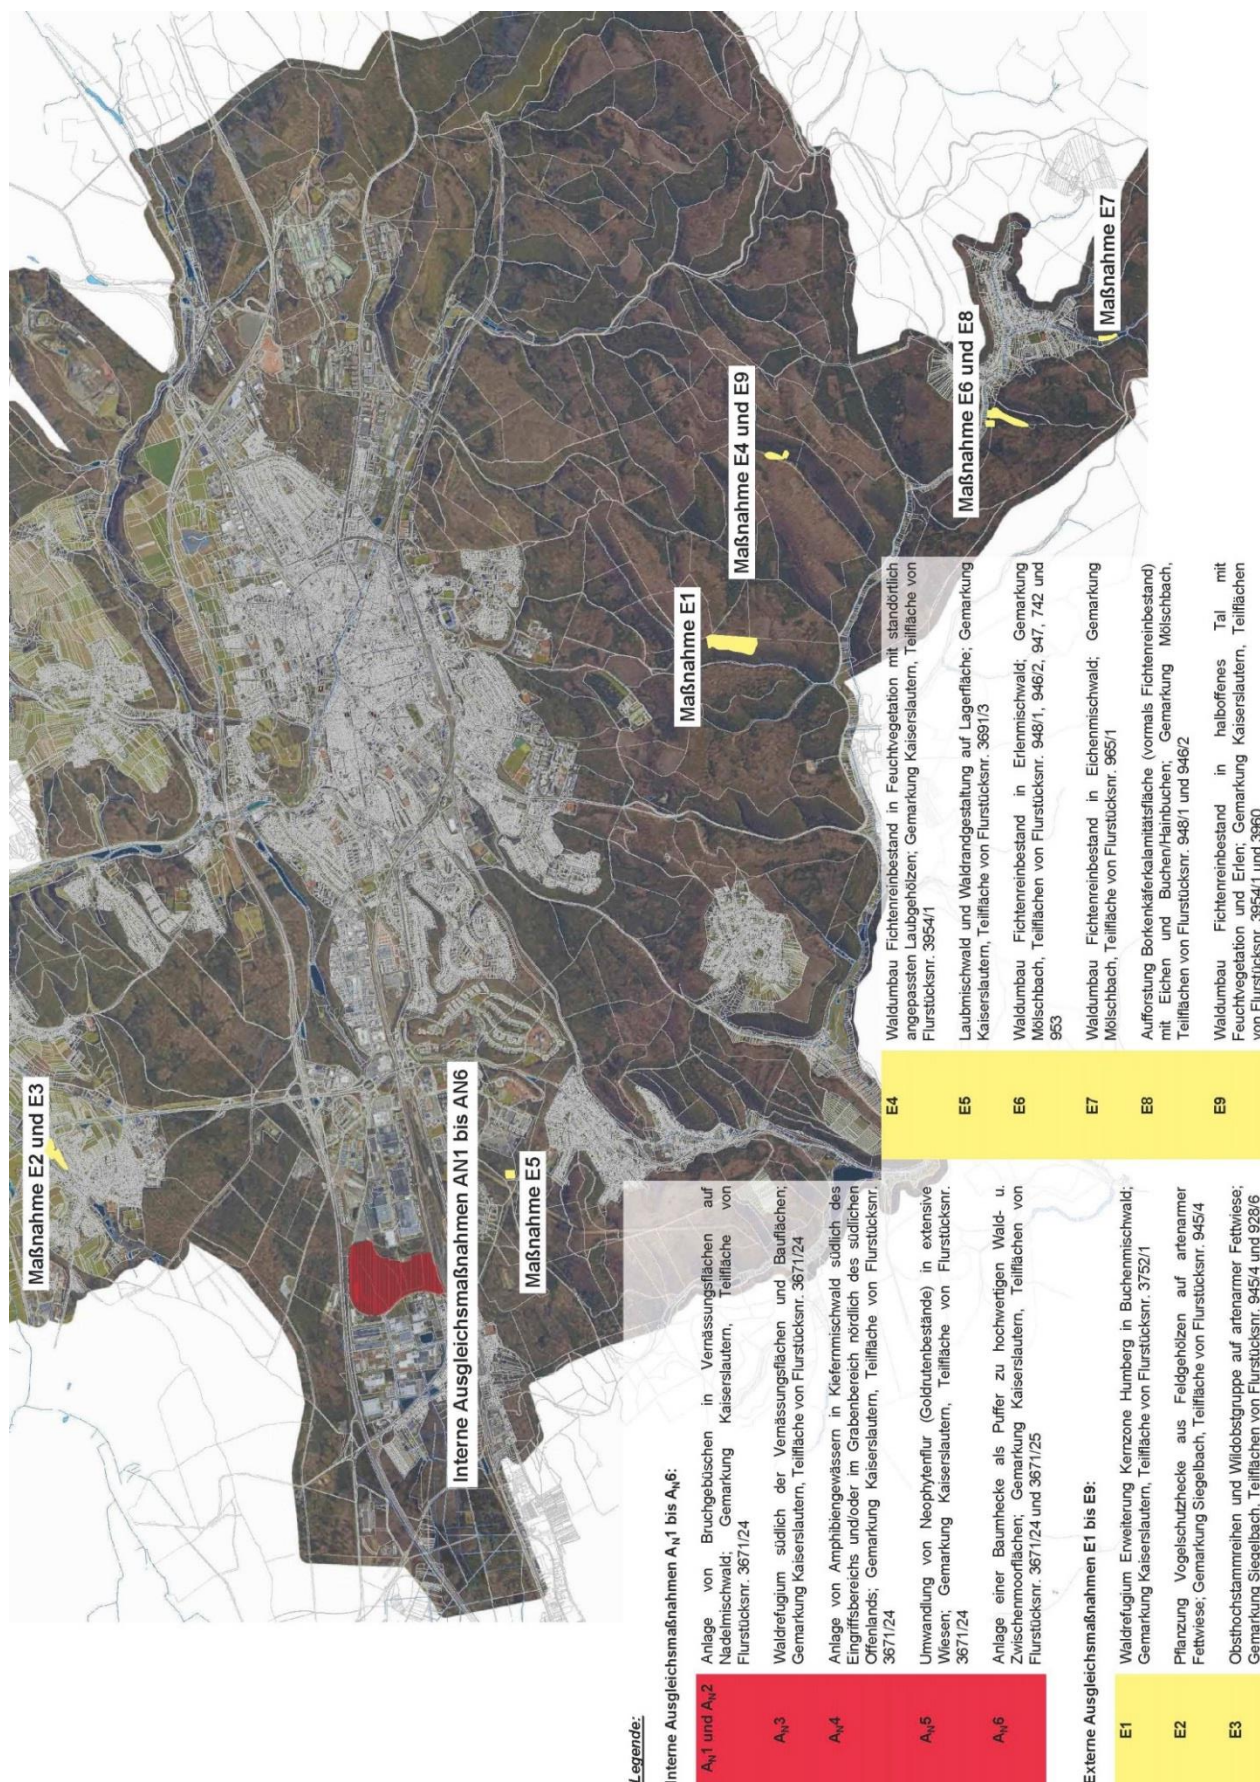 Maßnahme E2 und E3
Interne Ausgleichsmaßnahmen AN1 bis AN6
Maßnahme E5
Maßnahme E1
Maßnahme E4 und E9
Maßnahme E6 und E8
Maßnahme E7
Legende:
Interne Ausgleichsmaßnahmen AN1 bis AN6:
AN1 und AN2
Anlage von Bruchgebüschen in Vernässungsflächen auf
Nadelmischwald; Gemarkung Kaiserslautern, Teilfläche von
Flurstücksnr. 3671/24
AN3
Waldrefugium südlich der Vernässungsflächen und Bauflächen;
Gemarkung Kaiserslautern, Teilfläche von Flurstücksnr. 3671/24
AN4
Anlage von Amphibiengewässern in Kiefernmischwald südlich des
Eingriffsbereichs und/oder im Grabenbereich nördlich des südlichen
Offenlands; Gemarkung Kaiserslautern, Teilfläche von Flurstücksnr.
3671/24
AN5
Umwandlung von Neophytenflur (Goldrutenbestände) in extensive
Wiesen; Gemarkung Kaiserslautern, Teilfläche von Flurstücksnr.
3671/24
AN6
Anlage einer Baumhecke als Puffer zu hochwertigen Wald- u.
Zwischenmoorflächen; Gemarkung Kaiserslautern, Teilflächen von
Flurstücksnr. 3671/24 und 3671/25
Externe Ausgleichsmaßnahmen E1 bis E9:
E1
Waldrefugium Erweiterung Kernzone Humberg in Buchenmischwald;
Gemarkung Kaiserslautern, Teilfläche von Flurstücksnr. 3752/1
E2
Pflanzung Vogelschutzhecke aus Feldgehölzen auf artenarmer
Fettwiese; Gemarkung Siegelbach, Teilfläche von Flurstücksnr. 945/4
E3
Obsthochstammreihen und Wildobstgruppe auf artenarmer Fettwiese;
Gemarkung Siegelbach, Teilflächen von Flurstücksnr. 945/4 und 928/6
E4
Waldumbau Fichtenreinbestand in Feuchtvegetation mit standortlich
angepassten Laubgehölzen; Gemarkung Kaiserslautern, Teilfläche von
Flurstücksnr. 3954/1
E5
Laubmischwald und Waldrandgestaltung auf Lagerfläche; Gemarkung
Kaiserslautern, Teilfläche von Flurstücksnr. 3691/3
E6
Waldumbau Fichtenreinbestand in Erlenmischwald; Gemarkung
Mölschbach, Teilflächen von Flurstücksnr. 948/1, 946/2, 947, 742 und
953
E7
Waldumbau Fichtenreinbestand in Eichenmischwald; Gemarkung
Mölschbach, Teilfläche von Flurstücksnr. 965/1
E8
Aufforstung Borkenkäferkalamitätsfläche (vormals Fichtenreinbestand)
mit Eichen und Buchen/Hainbuchen; Gemarkung Mölschbach,
Teilflächen von Flurstücksnr. 948/1 und 946/2
E9
Waldumbau Fichtenreinbestand in halboffenes Tal mit
Feuchtvegetation und Erlen; Gemarkung Kaiserslautern, Teilflächen
von Flurstücksnr. 3954/1 und 3960